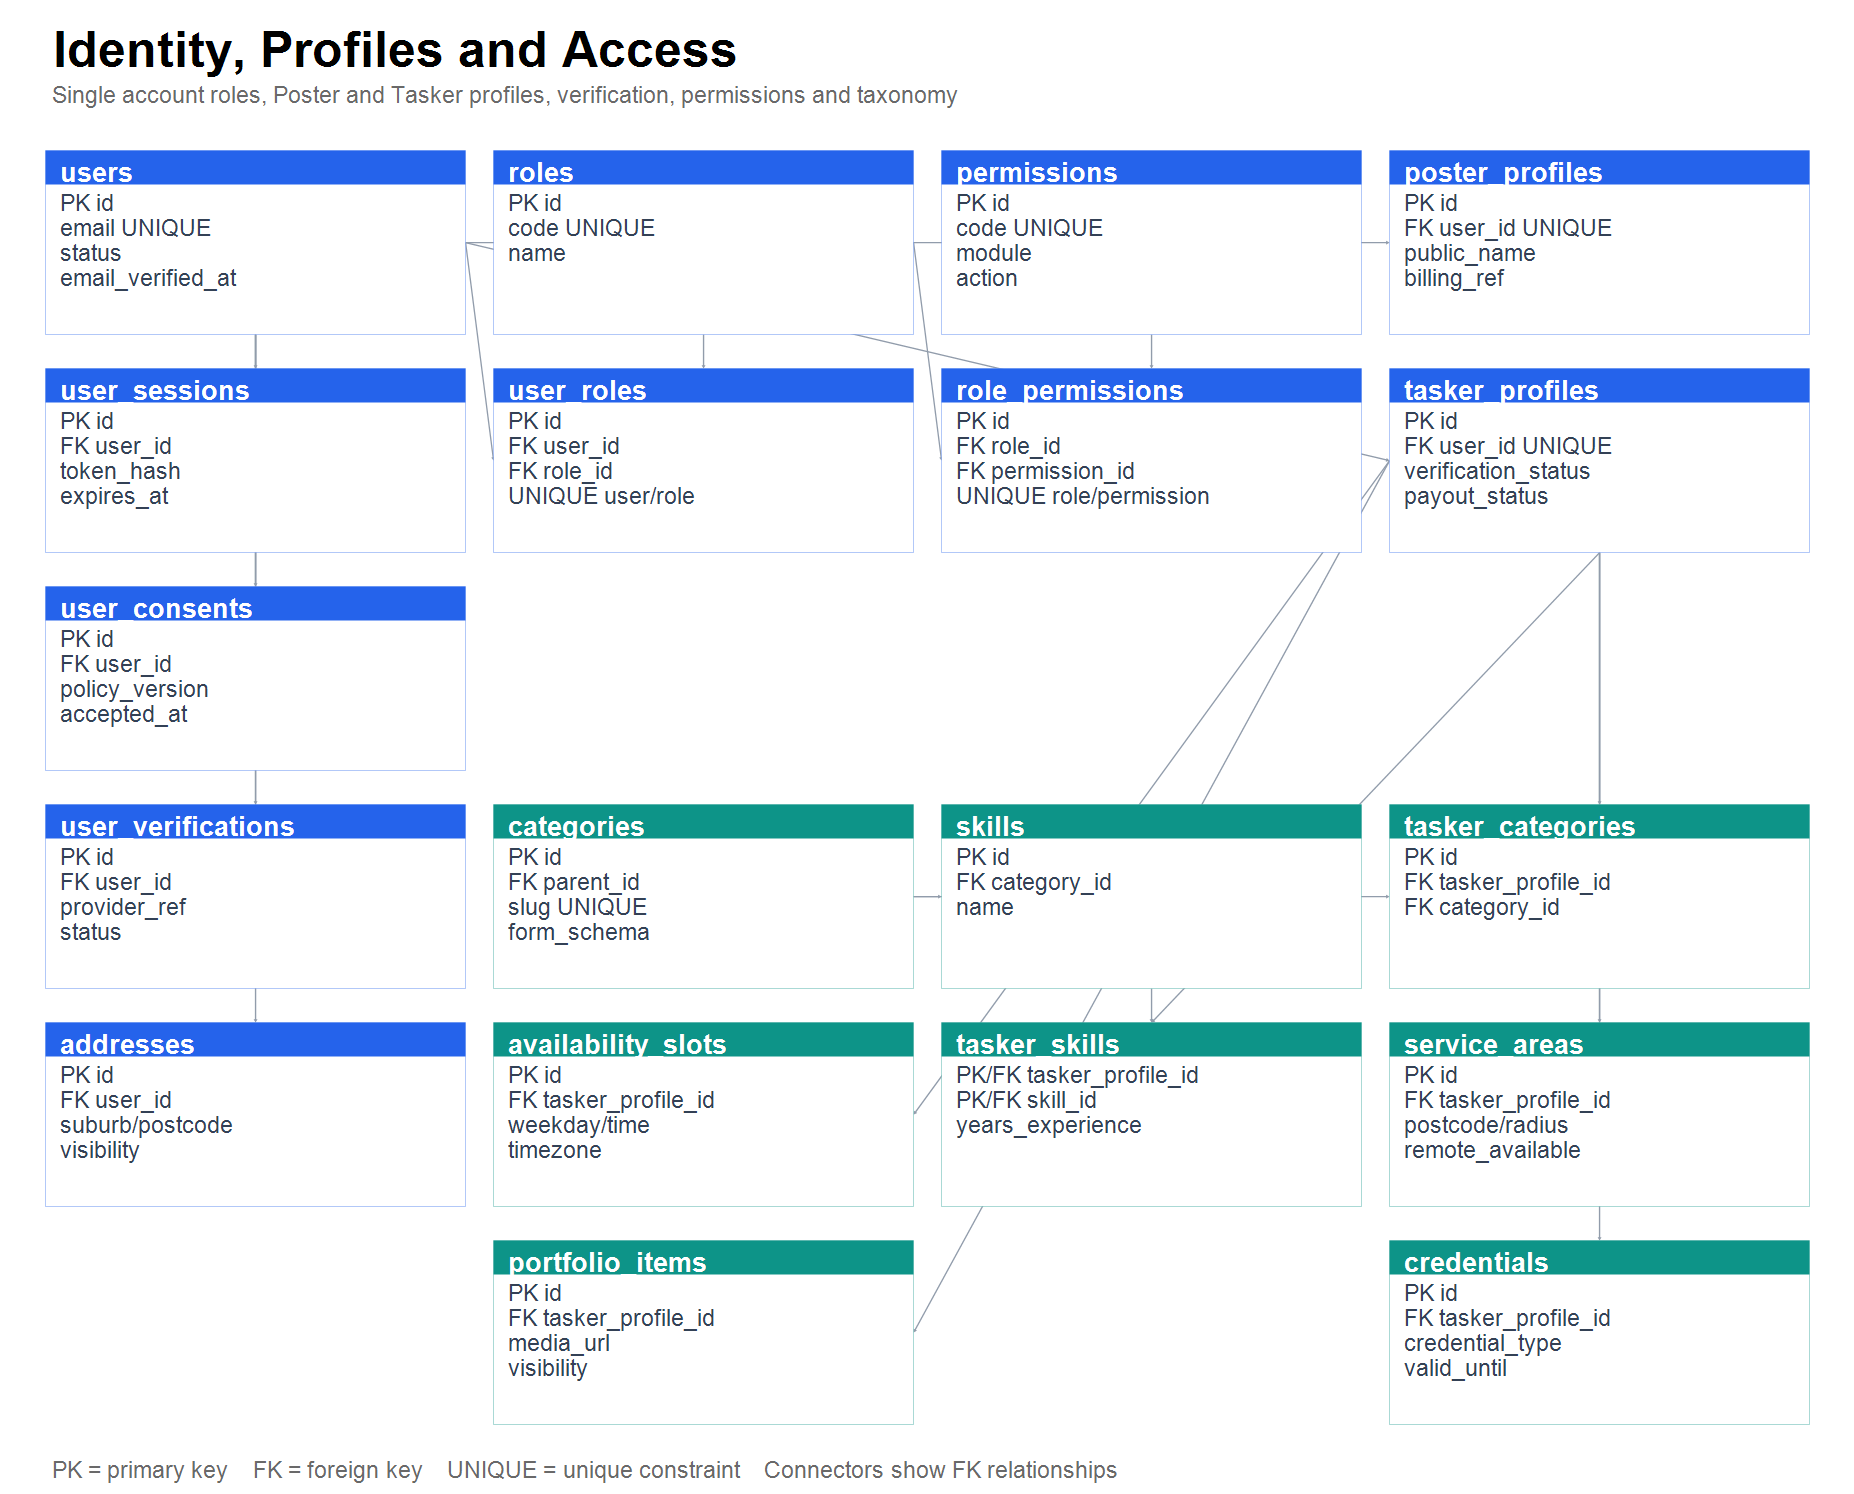 Identity, Profiles and Access
Single account roles, Poster and Tasker profiles, verification, permissions and taxonomy
users
PK id
email UNIQUE
status
email_verified_at
roles
PK id
code UNIQUE
name
permissions
PK id
code UNIQUE
module
action
poster_profiles
PK id
FK user_id UNIQUE
public_name
billing_ref
user_sessions
PK id
FK user_id
token_hash
expires_at
user_roles
PK id
FK user_id
FK role_id
UNIQUE user/role
role_permissions
PK id
FK role_id
FK permission_id
UNIQUE role/permission
tasker_profiles
PK id
FK user_id UNIQUE
verification_status
payout_status
user_consents
PK id
FK user_id
policy_version
accepted_at
user_verifications
PK id
FK user_id
provider_ref
status
categories
PK id
FK parent_id
slug UNIQUE
form_schema
skills
PK id
FK category_id
name
tasker_categories
PK id
FK tasker_profile_id
FK category_id
addresses
PK id
FK user_id
suburb/postcode
visibility
availability_slots
PK id
FK tasker_profile_id
weekday/time
timezone
tasker_skills
PK/FK tasker_profile_id
PK/FK skill_id
years_experience
service_areas
PK id
FK tasker_profile_id
postcode/radius
remote_available
portfolio_items
PK id
FK tasker_profile_id
media_url
visibility
credentials
PK id
FK tasker_profile_id
credential_type
valid_until
PK = primary key    FK = foreign key    UNIQUE = unique constraint    Connectors show FK relationships